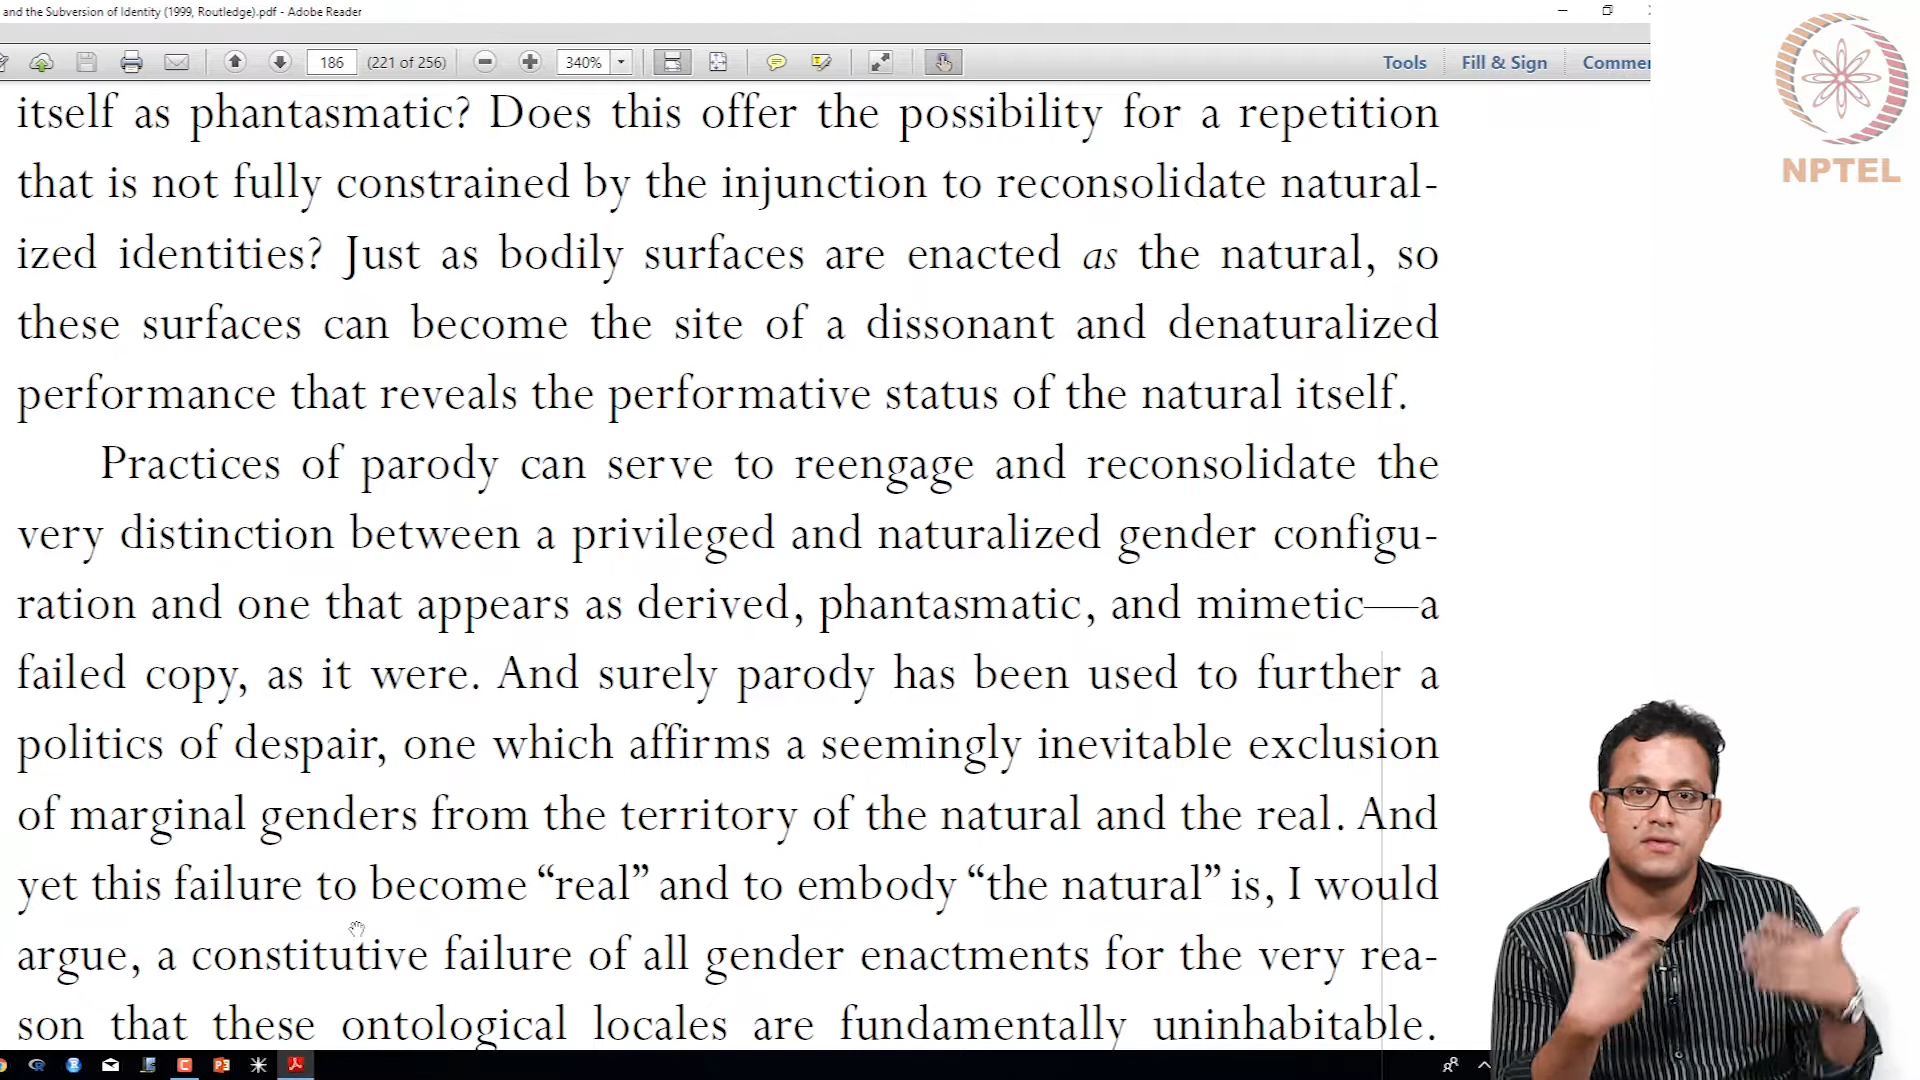 and the Subversion of Identity (1999, Routledge).pdf - Adobe Reader
186 (221 of 256) 340% Tools Fill & Sign Commen
NPTEL
itself as phantasmatic? Does this offer the possibility for a repetition
that is not fully constrained by the injunction to reconsolidate natural-
ized identities? Just as bodily surfaces are enacted as the natural, so
these surfaces can become the site of a dissonant and denaturalized
performance that reveals the performative status of the natural itself.
Practices of parody can serve to reengage and reconsolidate the
very distinction between a privileged and naturalized gender configu-
ration and one that appears as derived, phantasmatic, and mimetic—a
failed copy, as it were. And surely parody has been used to further a
politics of despair, one which affirms a seemingly inevitable exclusion
of marginal genders from the territory of the natural and the real. And
yet this failure to become “real” and to embody “the natural” is, I would
argue, a constitutive failure of all gender enactments for the very rea-
son that these ontological locales are fundamentally uninhabitable.